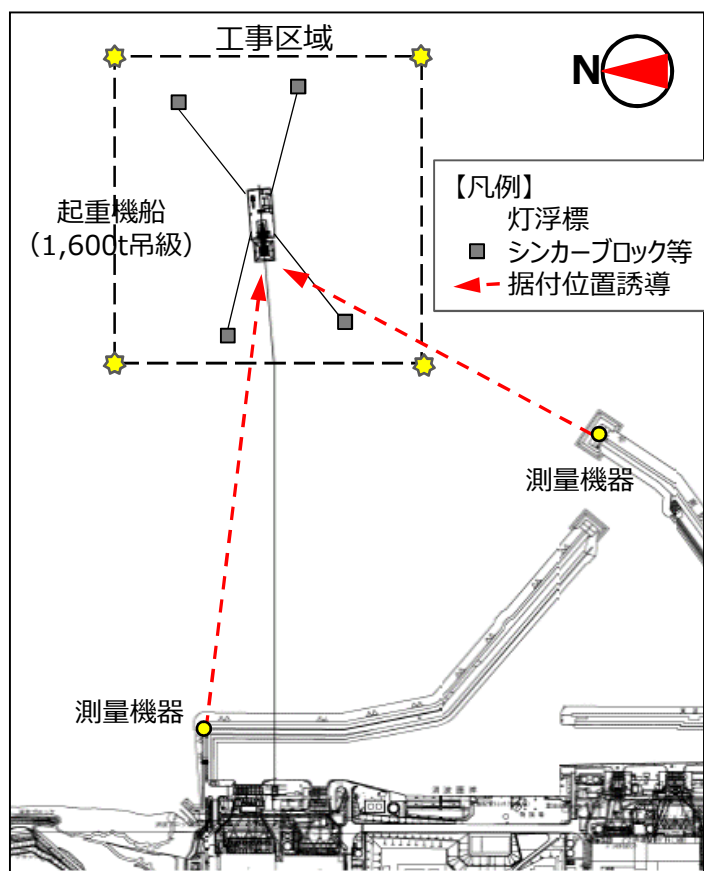 工事区域
N
【凡例】
灯浮標
シンカーブロック等
据付位置誘導
起重機船
（1,600t吊級）
測量機器
測量機器